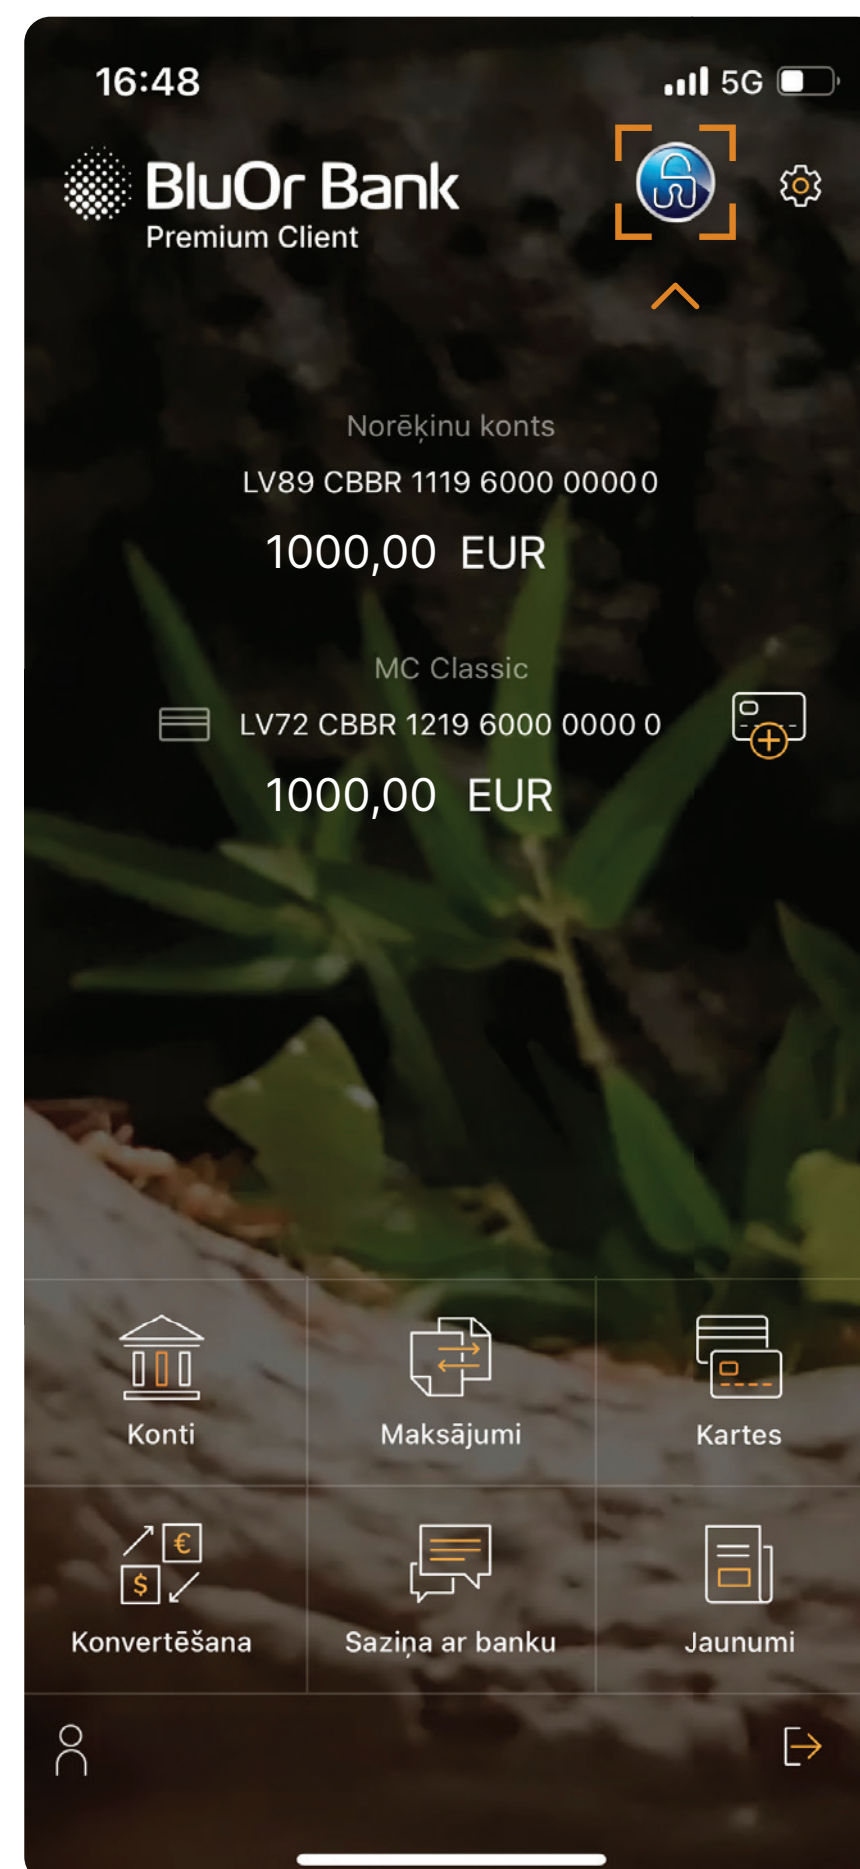 16:48
5G
BluOr Bank
Premium Client
Norēķinu konts
LV89 CBBR 1119 6000 00000
1000,00 EUR
MC Classic
LV72 CBBR 1219 6000 0000 0
1000,00 EUR
Konti
Maksājumi
Kartes
€
$
Konvertēšana
Saziņa ar banku
Jaunumi